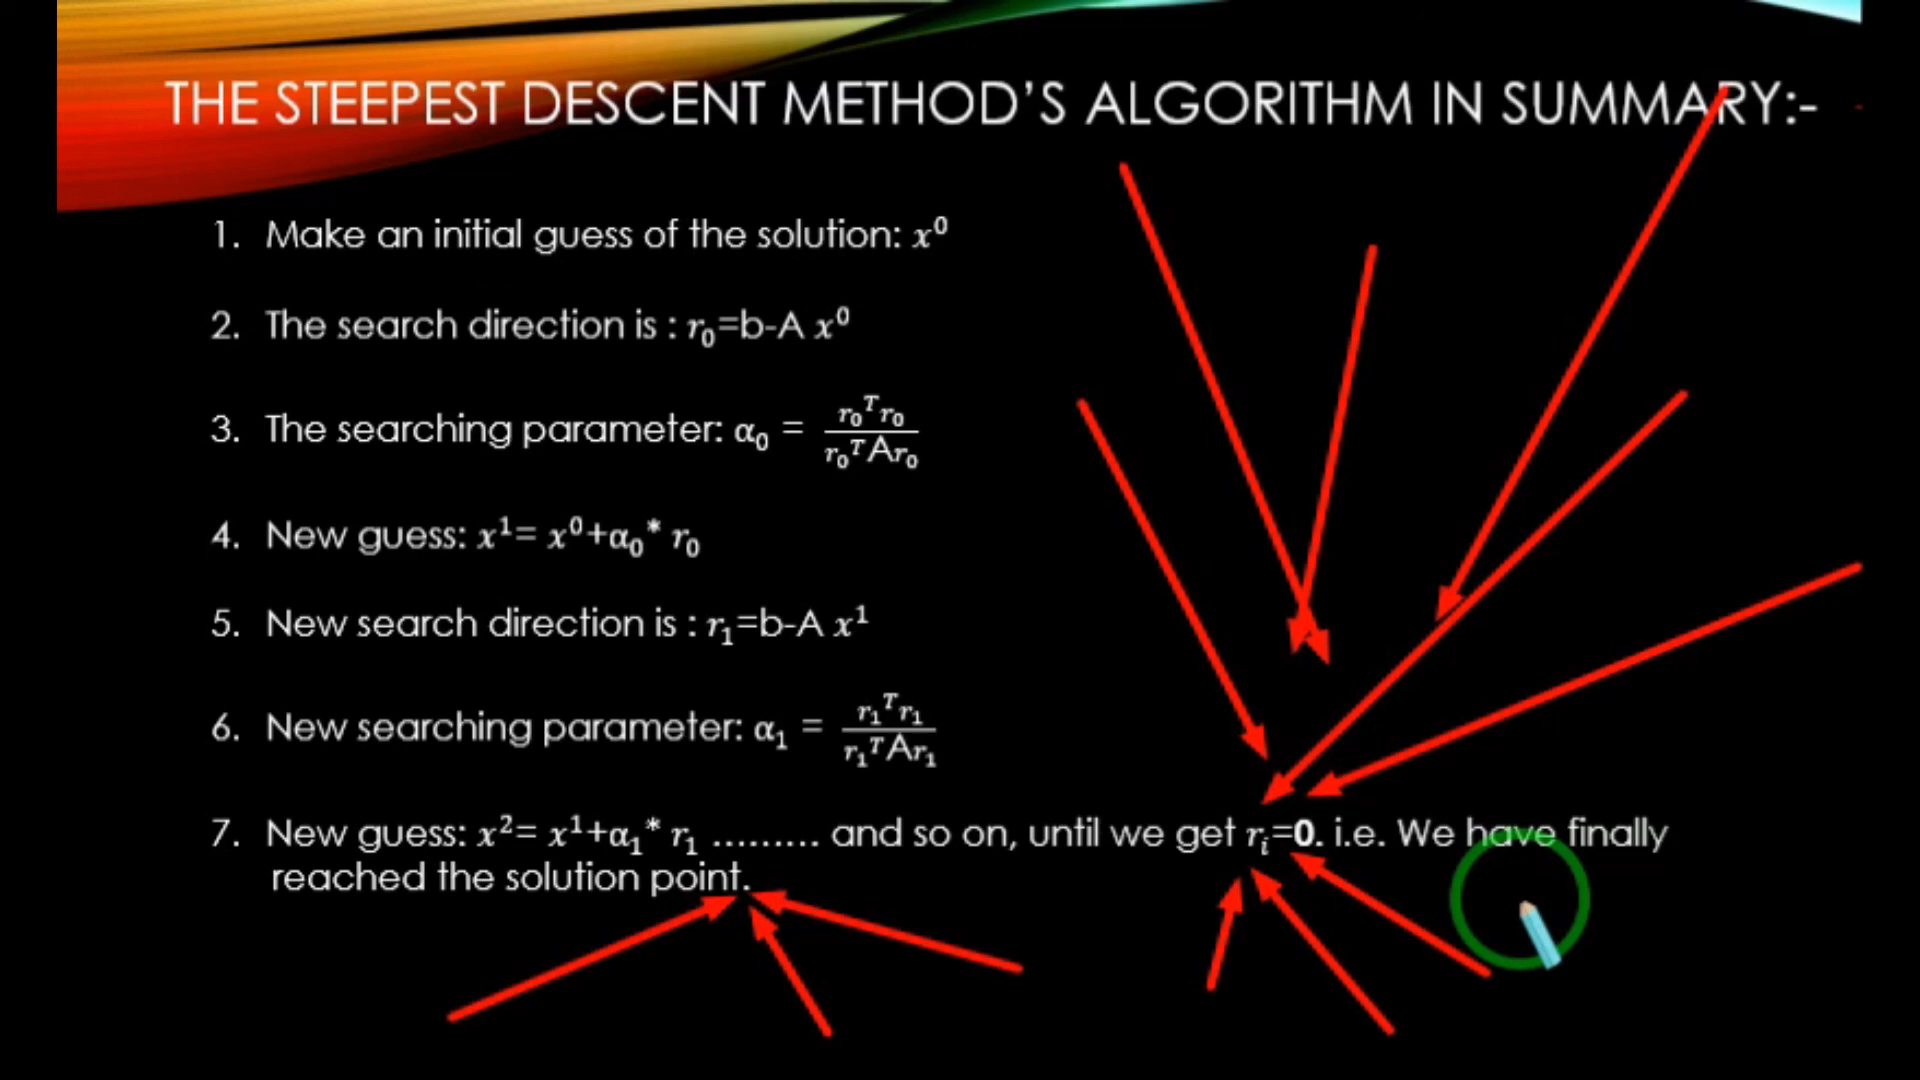 THE STEEPEST DESCENT METHOD’S ALGORITHM IN SUMMARY:-
1. Make an initial guess of the solution: x⁰
2. The search direction is : r₀=b-A x⁰
3. The searching parameter: α₀ = r₀ᵀr₀ / r₀ᵀAr₀
4. New guess: x¹= x⁰+α₀* r₀
5. New search direction is : r₁=b-A x¹
6. New searching parameter: α₁ = r₁ᵀr₁ / r₁ᵀAr₁
7. New guess: x²= x¹+α₁* r₁ ......... and so on, until we get rᵢ=0. i.e. We have finally
reached the solution point.